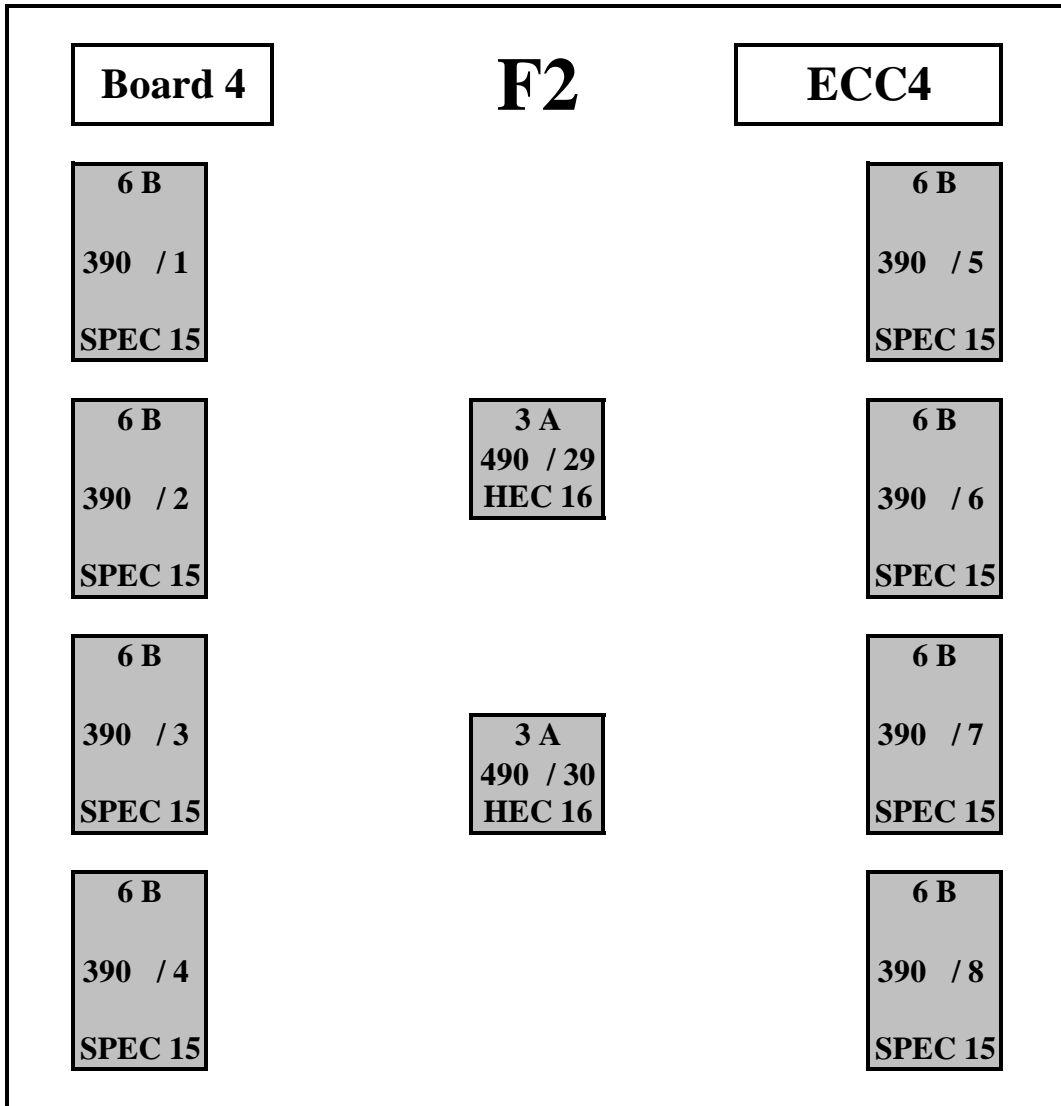 Board 4
F2
ECC4
6 B
390 / 1
SPEC 15
6 B
390 / 5
SPEC 15
6 B
390 / 2
SPEC 15
3 A
490 / 29
HEC 16
6 B
390 / 6
SPEC 15
6 B
390 / 3
SPEC 15
3 A
490 / 30
HEC 16
6 B
390 / 7
SPEC 15
6 B
390 / 4
SPEC 15
6 B
390 / 8
SPEC 15